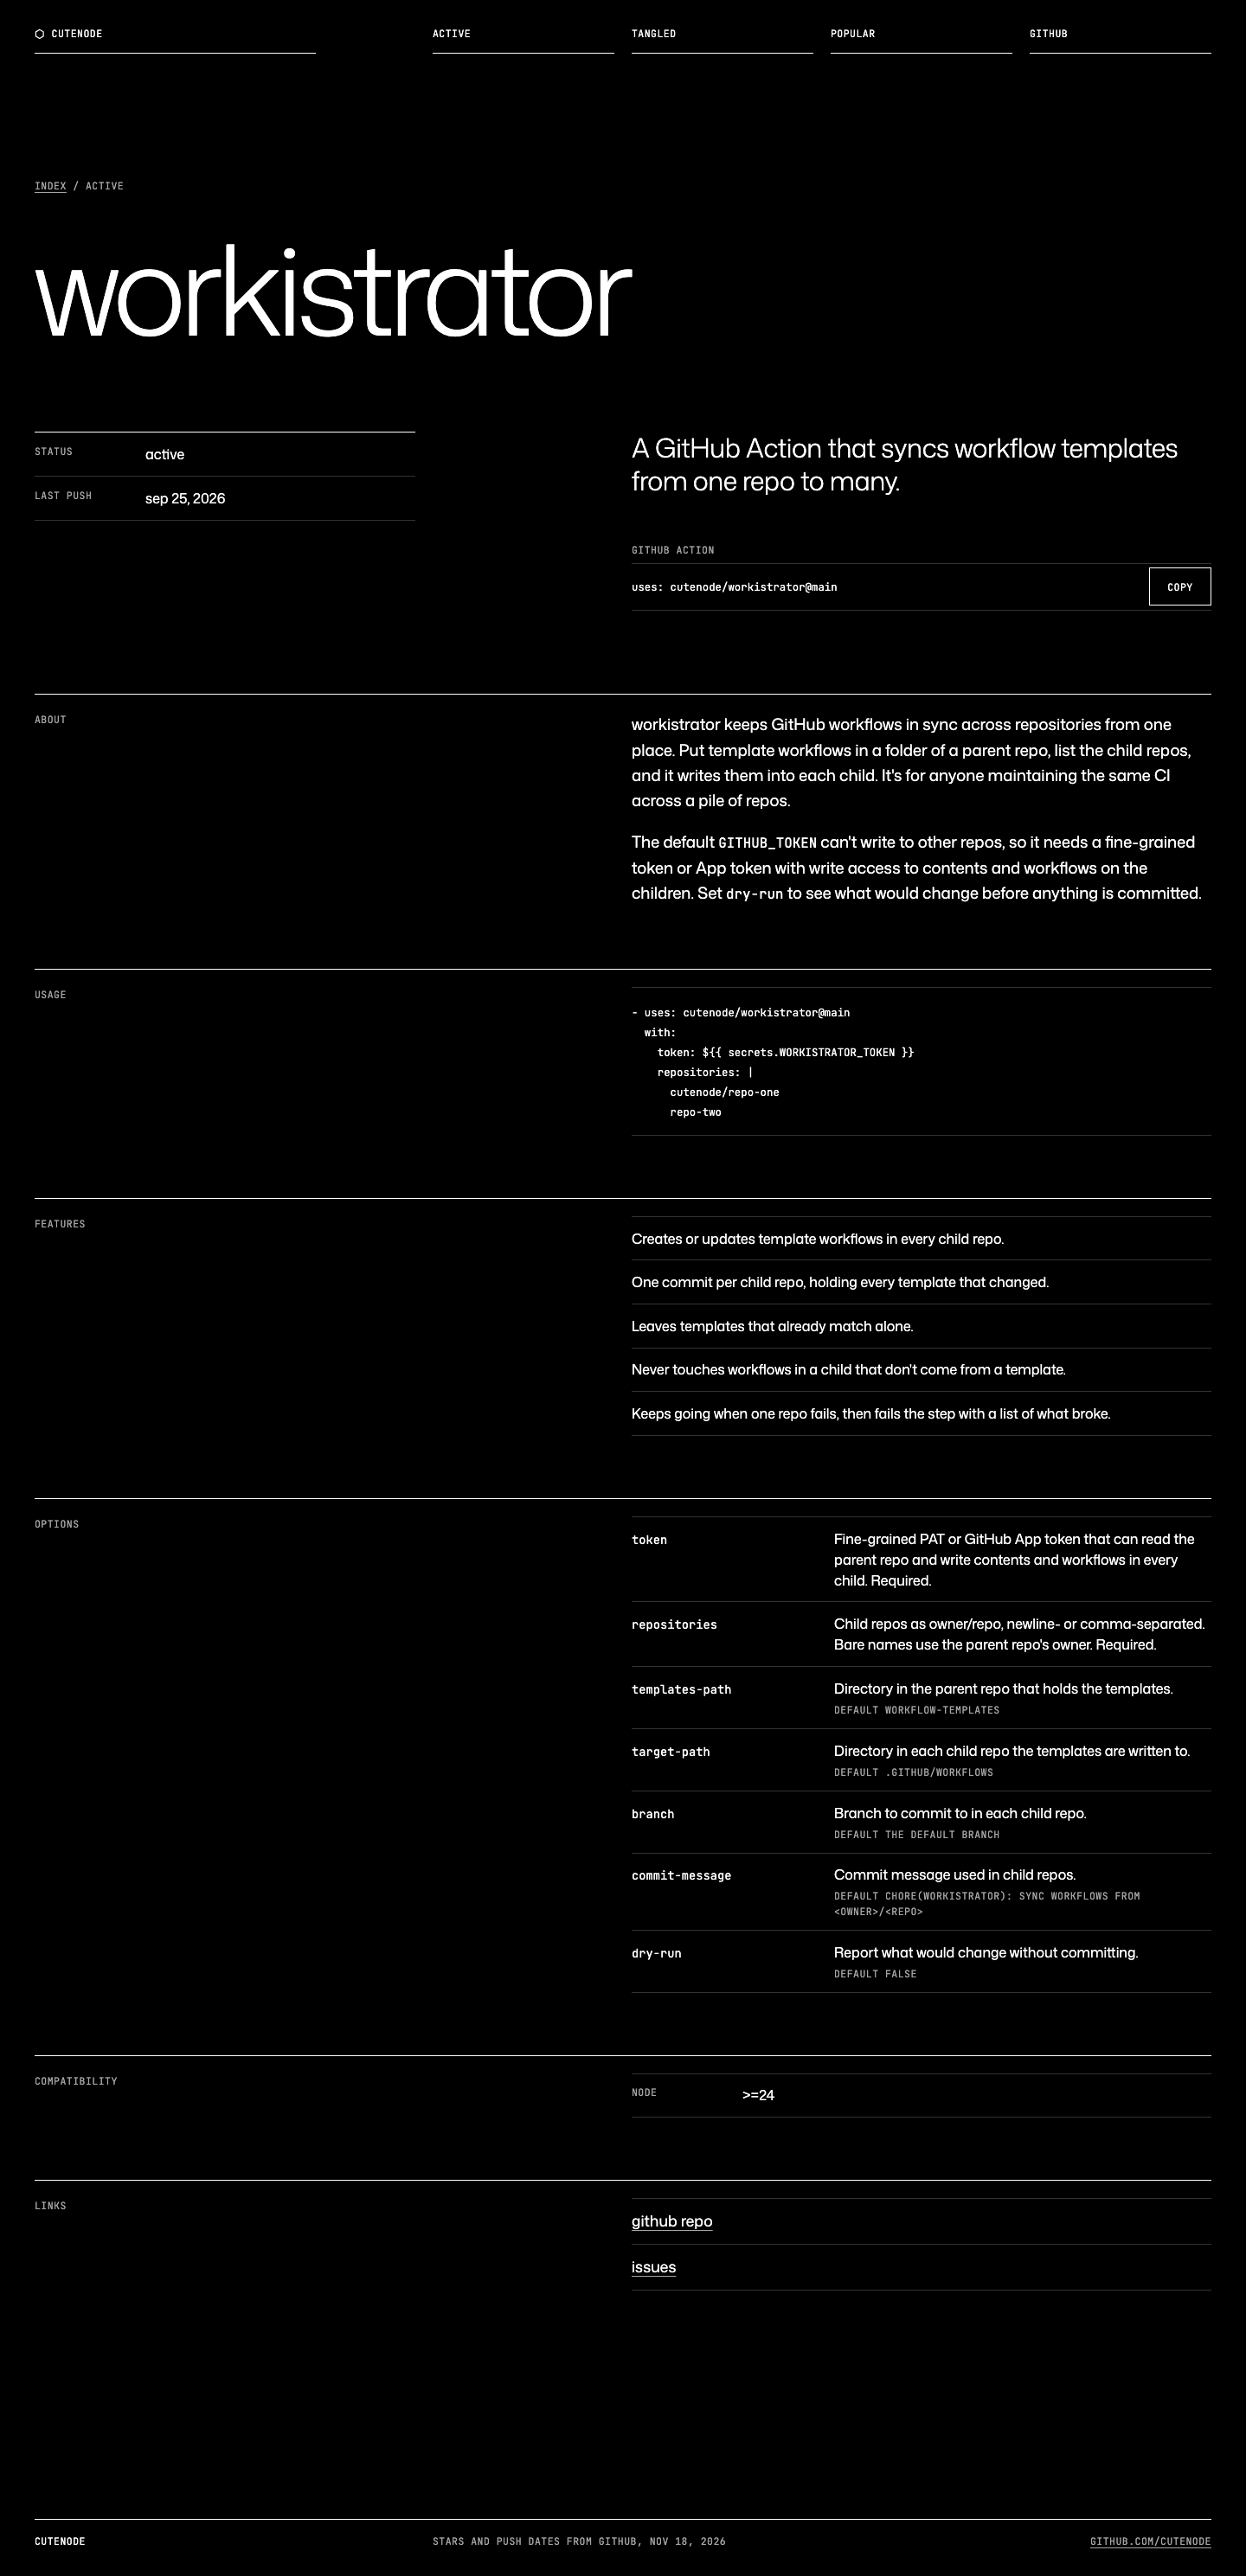 CUTENODE
ACTIVE
TANGLED
POPULAR
GITHUB
INDEX / ACTIVE
workistrator
STATUS active
LAST PUSH sep 25, 2026
A GitHub Action that syncs workflow templates
from one repo to many.
GITHUB ACTION
uses: cutenode/workistrator@main
COPY
ABOUT
workistrator keeps GitHub workflows in sync across repositories from one
place. Put template workflows in a folder of a parent repo, list the child repos,
and it writes them into each child. It's for anyone maintaining the same CI
across a pile of repos.
The default GITHUB_TOKEN can't write to other repos, so it needs a fine-grained
token or App token with write access to contents and workflows on the
children. Set dry-run to see what would change before anything is committed.
USAGE
- uses: cutenode/workistrator@main
  with:
    token: ${{ secrets.WORKISTRATOR_TOKEN }}
    repositories: |
      cutenode/repo-one
      repo-two
FEATURES
Creates or updates template workflows in every child repo.
One commit per child repo, holding every template that changed.
Leaves templates that already match alone.
Never touches workflows in a child that don't come from a template.
Keeps going when one repo fails, then fails the step with a list of what broke.
OPTIONS
token
Fine-grained PAT or GitHub App token that can read the
parent repo and write contents and workflows in every
child. Required.
repositories
Child repos as owner/repo, newline- or comma-separated.
Bare names use the parent repo's owner. Required.
templates-path
Directory in the parent repo that holds the templates.
DEFAULT WORKFLOW-TEMPLATES
target-path
Directory in each child repo the templates are written to.
DEFAULT .GITHUB/WORKFLOWS
branch
Branch to commit to in each child repo.
DEFAULT THE DEFAULT BRANCH
commit-message
Commit message used in child repos.
DEFAULT CHORE(WORKISTRATOR): SYNC WORKFLOWS FROM
<OWNER>/<REPO>
dry-run
Report what would change without committing.
DEFAULT FALSE
COMPATIBILITY
NODE >=24
LINKS
github repo
issues
CUTENODE
STARS AND PUSH DATES FROM GITHUB, NOV 18, 2026
GITHUB.COM/CUTENODE